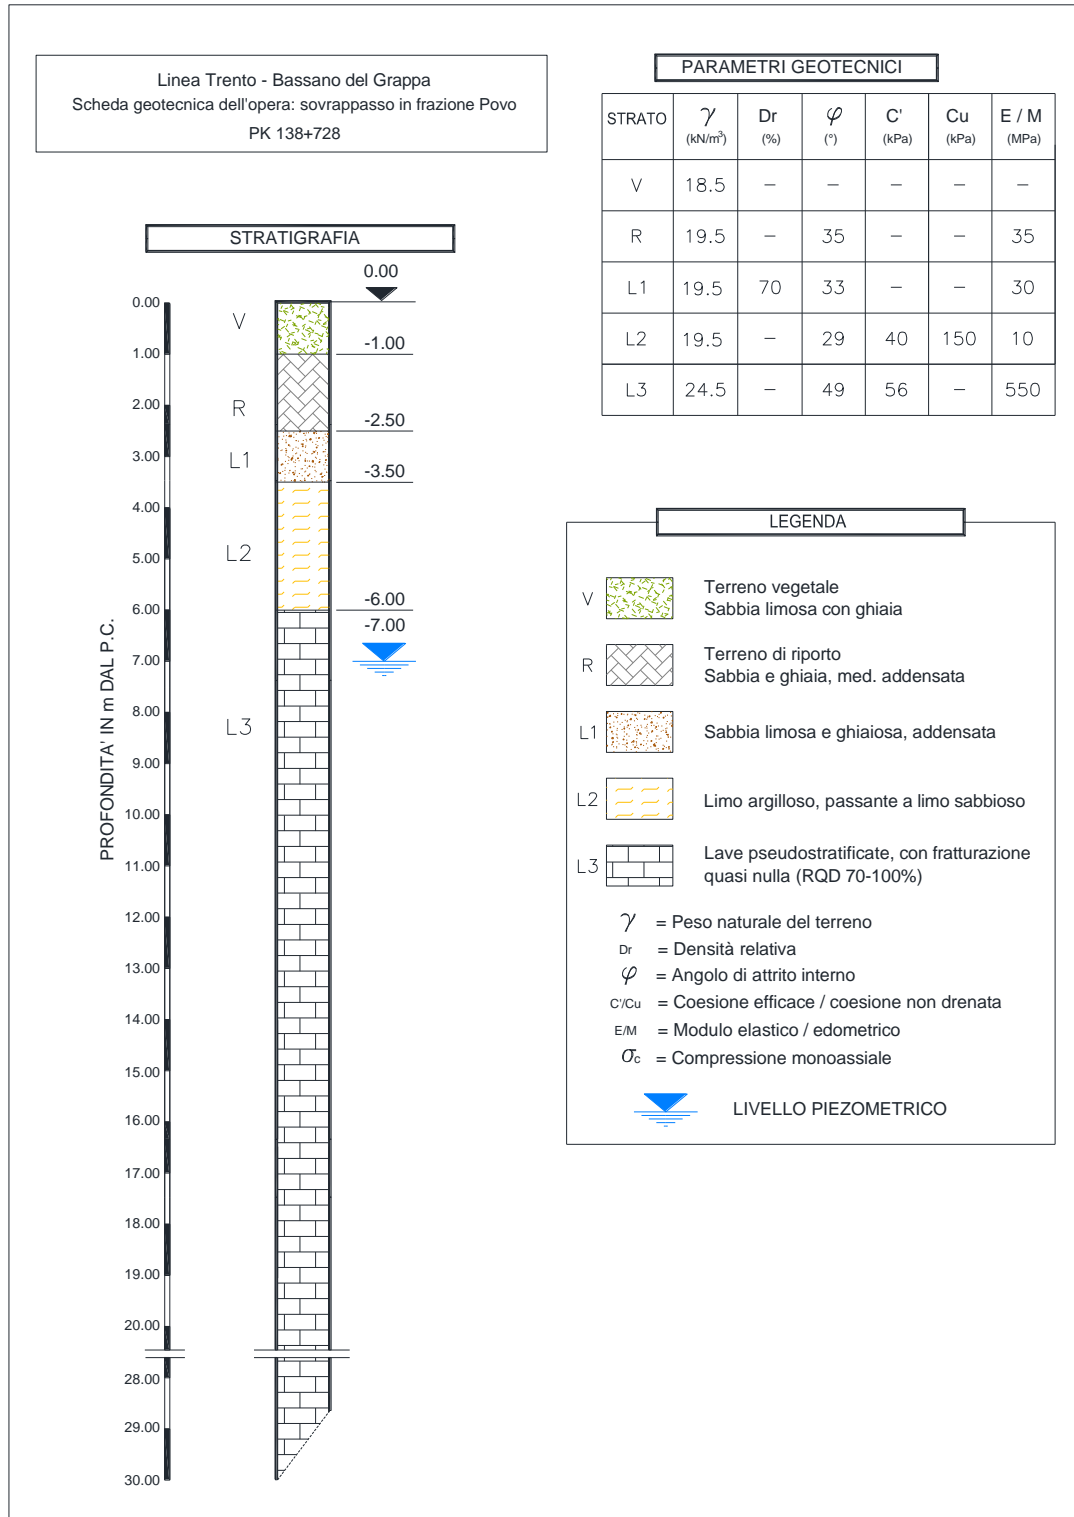 Linea Trento - Bassano del Grappa
Scheda geotecnica dell'opera: sovrappasso in frazione Povo
PK 138+728
PARAMETRI GEOTECNICI
STRATO γ Dr φ C' Cu E / M
(kN/m³) (%) (°) (kPa) (kPa) (MPa)
V 18.5 – – – – –
R 19.5 – 35 – – 35
L1 19.5 70 33 – – 30
L2 19.5 – 29 40 150 10
L3 24.5 – 49 56 – 550
STRATIGRAFIA
0.00
0.00
V
-1.00
1.00
2.00
R
-2.50
3.00
L1
-3.50
4.00
5.00
L2
6.00
-6.00
-7.00
7.00
8.00
L3
9.00
10.00
11.00
12.00
13.00
14.00
15.00
16.00
17.00
18.00
19.00
20.00
28.00
29.00
30.00
PROFONDITA' IN m DAL P.C.
LEGENDA
V Terreno vegetale
Sabbia limosa con ghiaia
R Terreno di riporto
Sabbia e ghiaia, med. addensata
L1 Sabbia limosa e ghiaiosa, addensata
L2 Limo argilloso, passante a limo sabbioso
L3 Lave pseudostratificate, con fratturazione
quasi nulla (RQD 70-100%)
γ = Peso naturale del terreno
Dr = Densità relativa
φ = Angolo di attrito interno
C'/Cu = Coesione efficace / coesione non drenata
E/M = Modulo elastico / edometrico
σc = Compressione monoassiale
LIVELLO PIEZOMETRICO